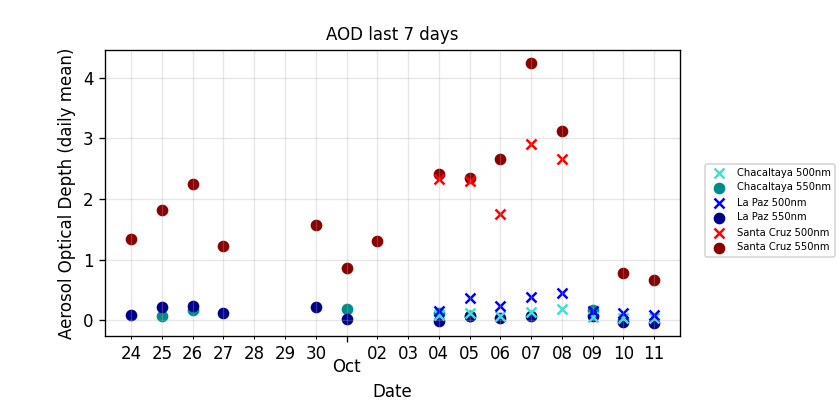 AOD last 7 days
Aerosol Optical Depth (daily mean)
4
3
2
1
0
24 25 26 27 28 29 30 02 03 04 05 06 07 08 09 10 11
Oct
Date
Chacaltaya 500nm
Chacaltaya 550nm
La Paz 500nm
La Paz 550nm
Santa Cruz 500nm
Santa Cruz 550nm